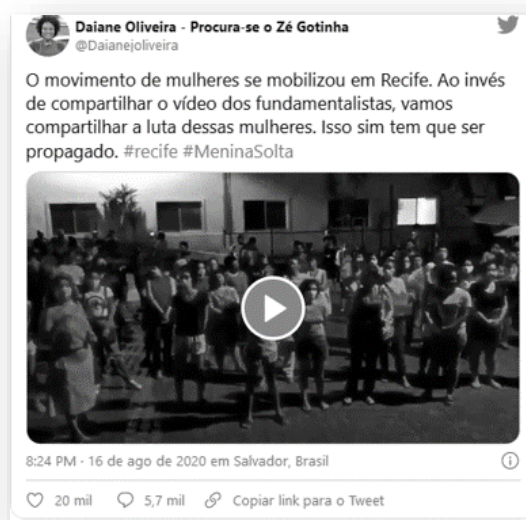 Daiane Oliveira - Procura-se o Zé Gotinha
@Daianejoliveira
O movimento de mulheres se mobilizou em Recife. Ao invés
de compartilhar o vídeo dos fundamentalistas, vamos
compartilhar a luta dessas mulheres. Isso sim tem que ser
propagado. #recife #MeninaSolta
8:24 PM · 16 de ago de 2020 em Salvador, Brasil
20 mil 5,7 mil Copiar link para o Tweet